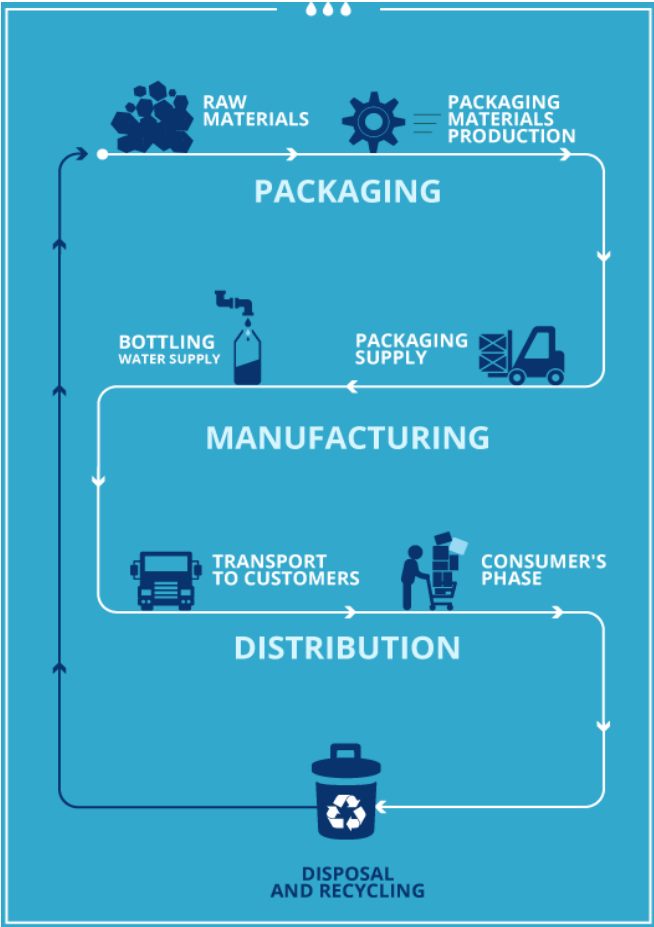 RAW
MATERIALS
PACKAGING
MATERIALS
PRODUCTION
PACKAGING
BOTTLING
WATER SUPPLY
PACKAGING
SUPPLY
MANUFACTURING
TRANSPORT
TO CUSTOMERS
CONSUMER'S
PHASE
DISTRIBUTION
DISPOSAL
AND RECYCLING